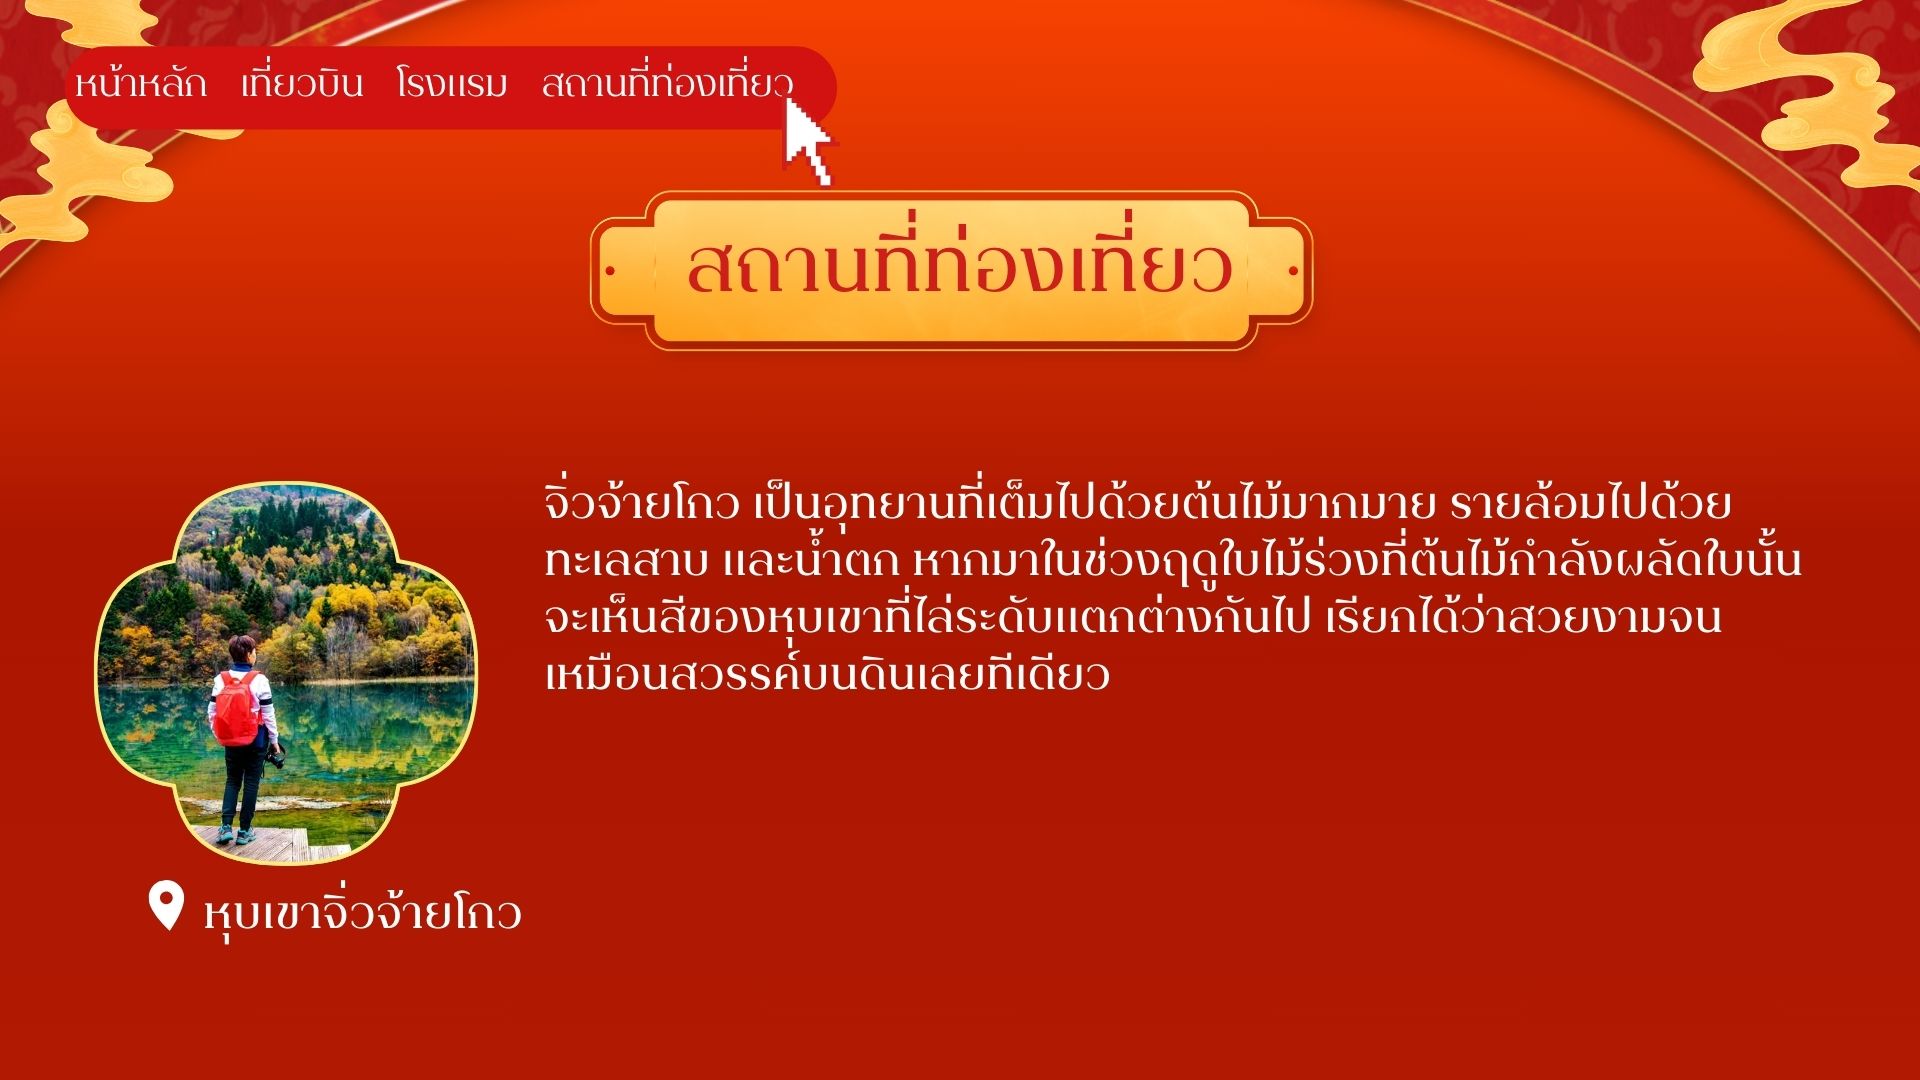 หน้าหลัก เที่ยวบิน โรงแรม สถานที่ท่องเที่ยว
สถานที่ท่องเที่ยว
จิ่วจ้ายโกว เป็นอุทยานที่เต็มไปด้วยต้นไม้มากมาย รายล้อมไปด้วย
ทะเลสาบ และน้ำตก หากมาในช่วงฤดูใบไม้ร่วงที่ต้นไม้กำลังผลัดใบนั้น
จะเห็นสีของหุบเขาที่ไล่ระดับแตกต่างกันไป เรียกได้ว่าสวยงามจน
เหมือนสวรรค์บนดินเลยทีเดียว
หุบเขาจิ่วจ้ายโกว